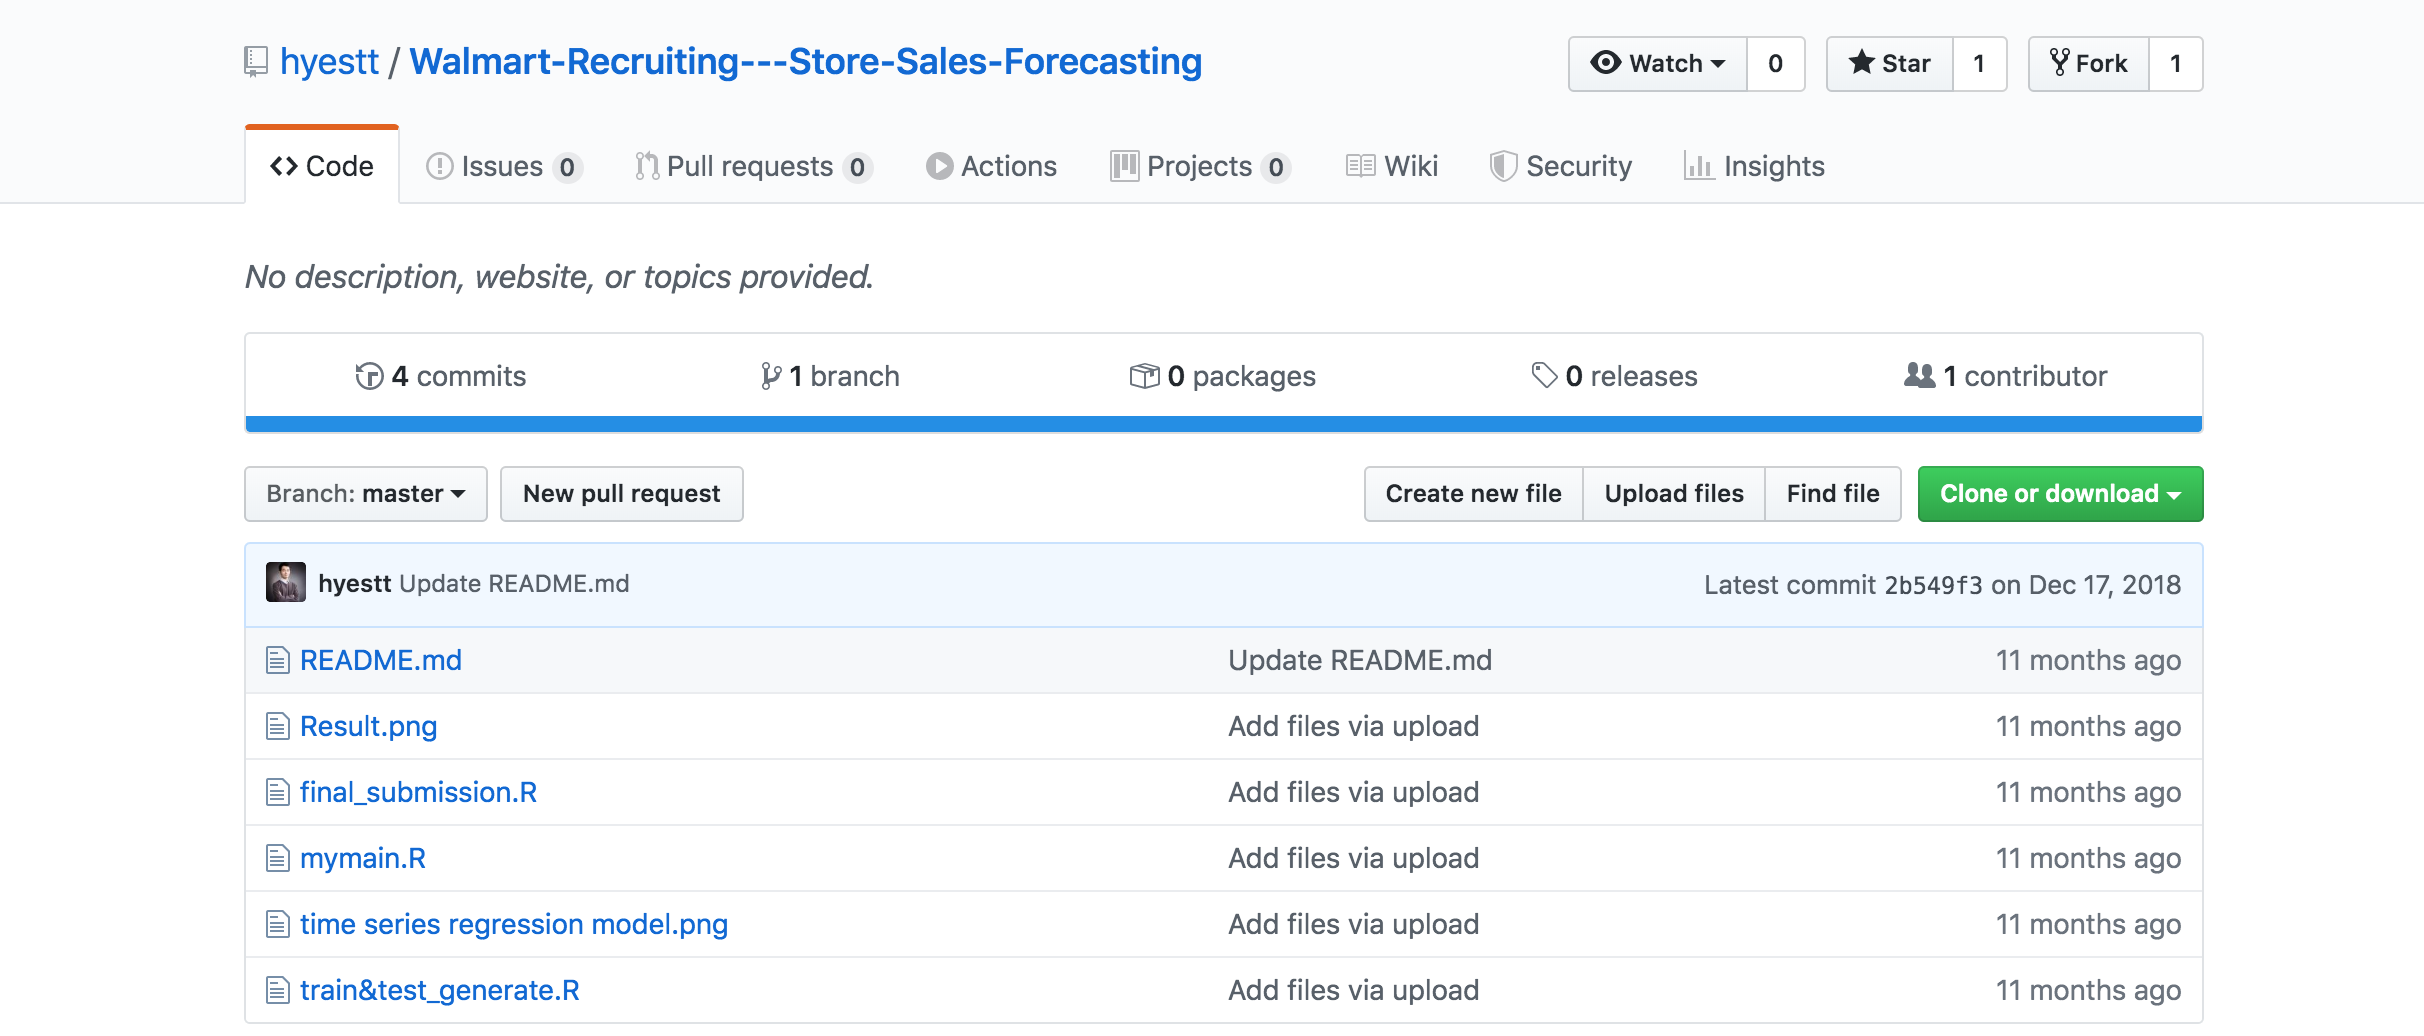 hyestt / Walmart-Recruiting---Store-Sales-Forecasting
Watch 0 Star 1 Fork 1
Code Issues 0 Pull requests 0 Actions Projects 0 Wiki Security Insights
No description, website, or topics provided.
4 commits 1 branch 0 packages 0 releases 1 contributor
Branch: master New pull request Create new file Upload files Find file Clone or download
hyestt Update README.md Latest commit 2b549f3 on Dec 17, 2018
README.md Update README.md 11 months ago
Result.png Add files via upload 11 months ago
final_submission.R Add files via upload 11 months ago
mymain.R Add files via upload 11 months ago
time series regression model.png Add files via upload 11 months ago
train&test_generate.R Add files via upload 11 months ago